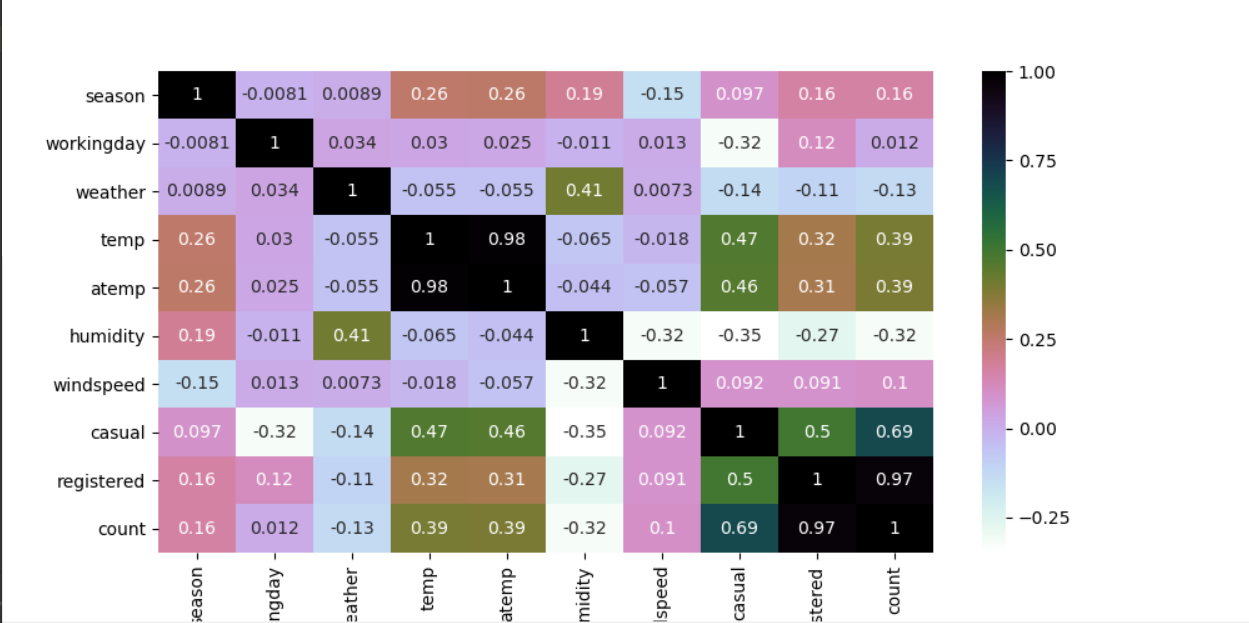 1.00
season 1 -0.0081 0.0089 0.26 0.26 0.19 -0.15 0.097 0.16 0.16
workingday -0.0081 1 0.034 0.03 0.025 -0.011 0.013 -0.32 0.12 0.012
0.75
weather 0.0089 0.034 1 -0.055 -0.055 0.41 0.0073 -0.14 -0.11 -0.13
temp 0.26 0.03 -0.055 1 0.98 -0.065 -0.018 0.47 0.32 0.39
0.50
atemp 0.26 0.025 -0.055 0.98 1 -0.044 -0.057 0.46 0.31 0.39
humidity 0.19 -0.011 0.41 -0.065 -0.044 1 -0.32 -0.35 -0.27 -0.32
0.25
windspeed -0.15 0.013 0.0073 -0.018 -0.057 -0.32 1 0.092 0.091 0.1
casual 0.097 -0.32 -0.14 0.47 0.46 -0.35 0.092 1 0.5 0.69
0.00
registered 0.16 0.12 -0.11 0.32 0.31 -0.27 0.091 0.5 1 0.97
−0.25
count 0.16 0.012 -0.13 0.39 0.39 -0.32 0.1 0.69 0.97 1
season
ngday
eather
temp
atemp
midity
speed
casual
stered
count